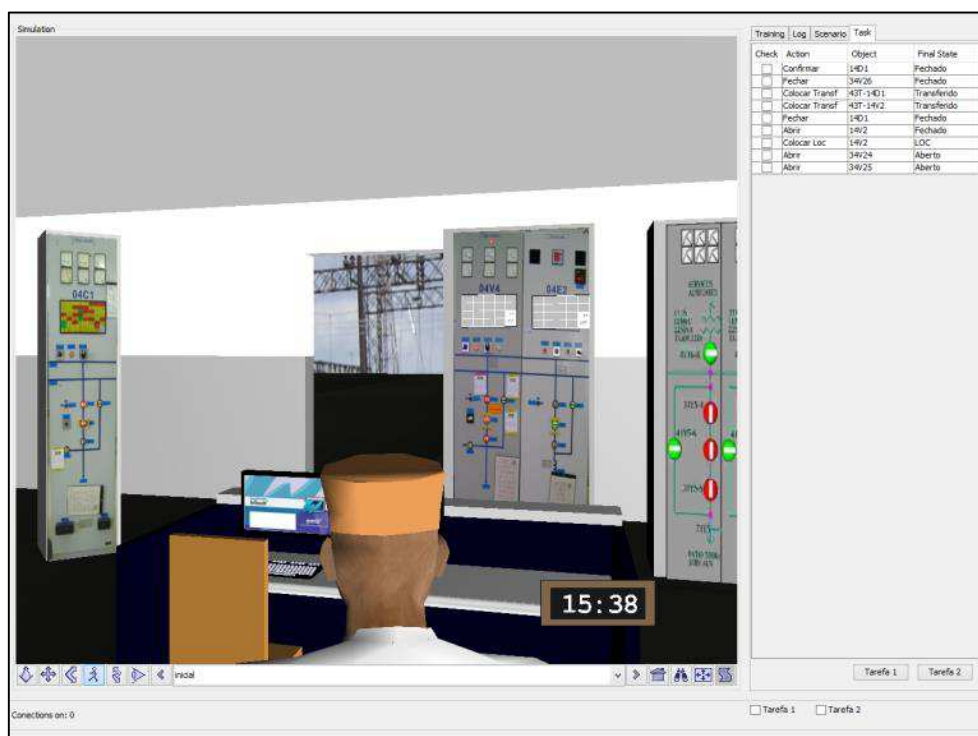 Simulation
Training Log Scenario Task
Check Action Object Final State
Confirmar 14D1 Fechado
Fechar 34V26 Fechado
Colocar Transf 43T-14D1 Transferido
Colocar Transf 43T-14V2 Transferido
Fechar 14D1 Fechado
Abrir 14V2 Fechado
Colocar Loc 14V2 LOC
Abrir 34V24 Aberto
Abrir 34V25 Aberto
04C1
04V4
04E2
SERVICOS
AUXILIARES
15:38
inicial
Tarefa 1 Tarefa 2
Conections on: 0
Tarefa 1 Tarefa 2